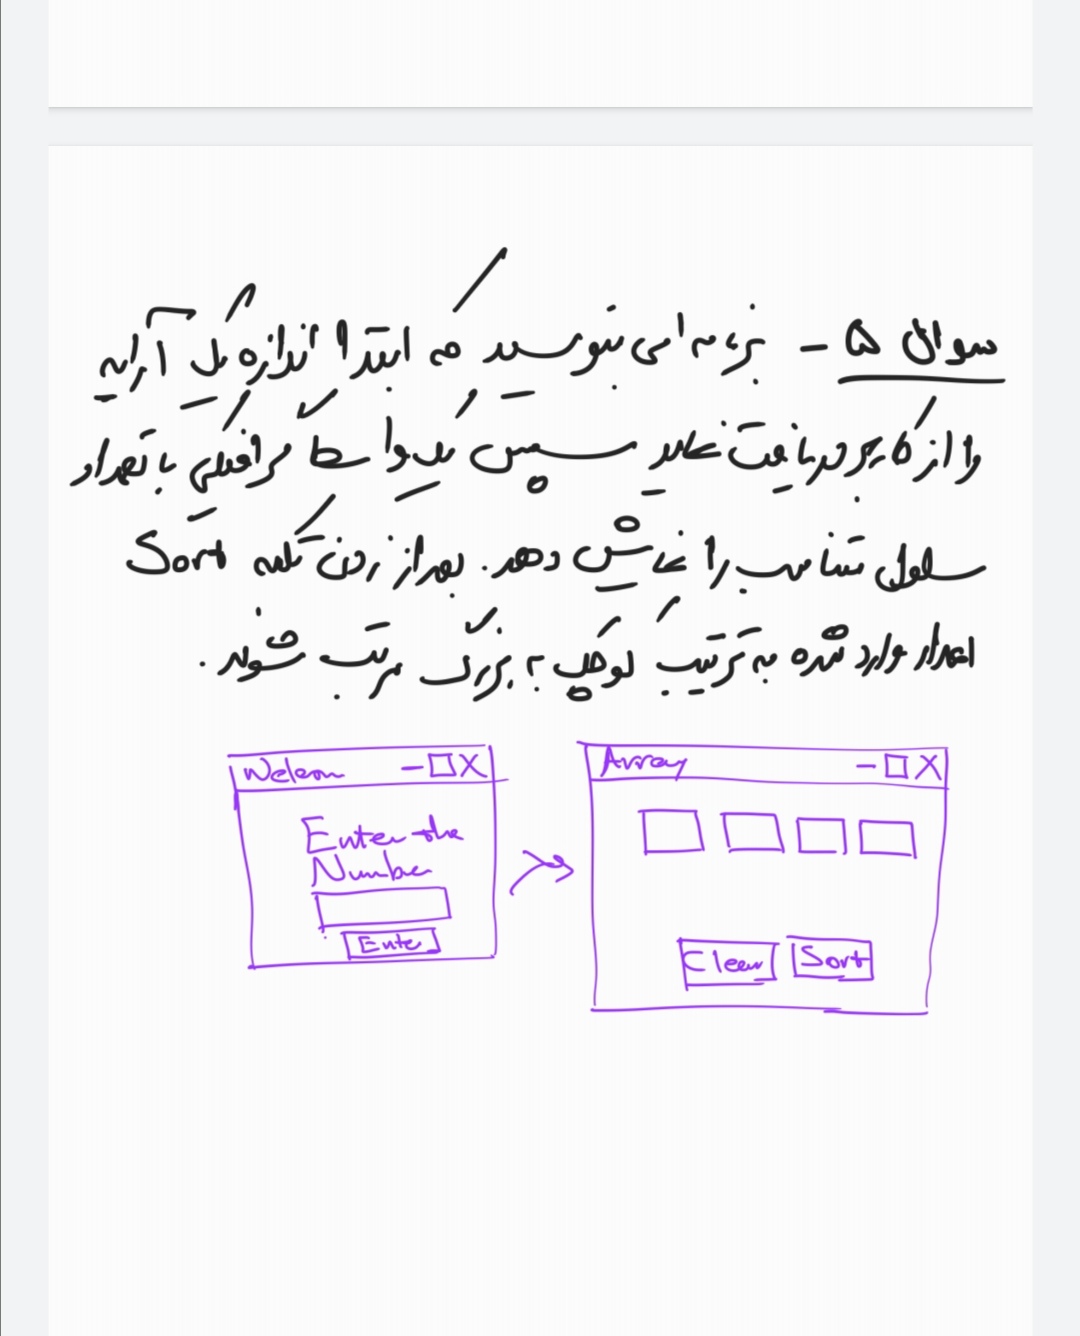 سوال ۵ - برنامه ای بنویسید که ابتدا اندازه یک آرایه
را از کاربر دریافت نماید سپس یک واسط گرافیکی با تعداد
سلول متناسب را نمایش دهد. بعد از زدن کلمه Sort
اعداد وارد شده به ترتیب کوچک به بزرگ مرتب شوند.
Welcom
Enter the
Number
Enter
Array
Clear Sort